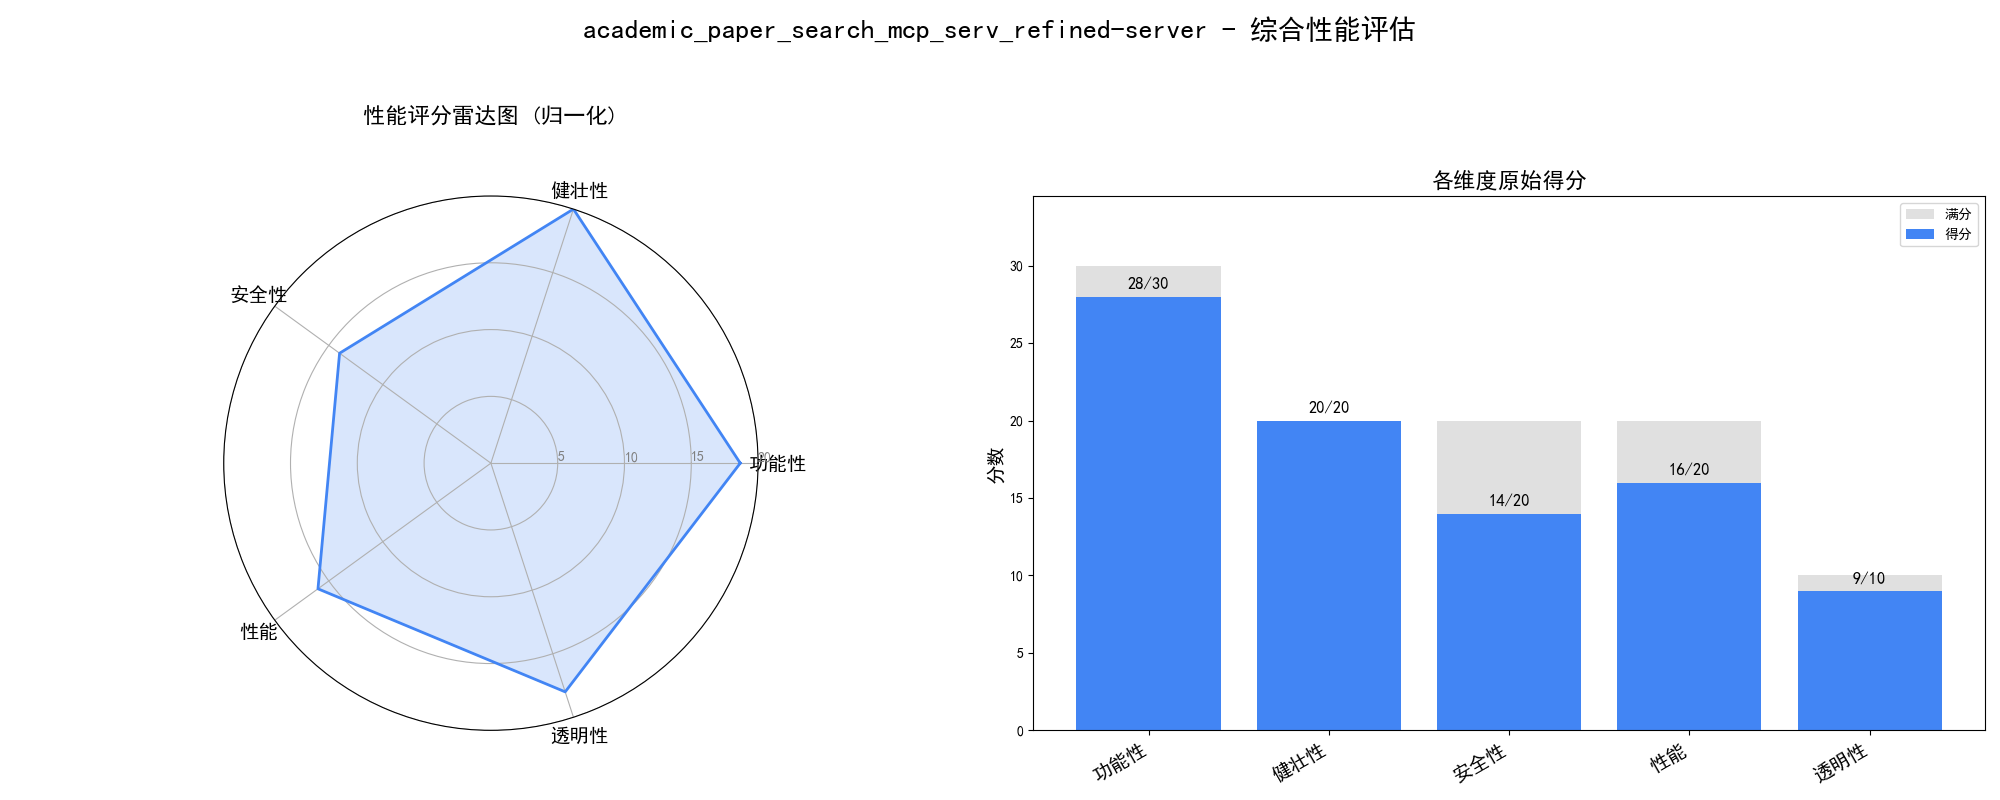 academic_paper_search_mcp_serv_refined-server - 综合性能评估
性能评分雷达图 (归一化)
健壮性
安全性
功能性
性能
透明性
5
10
15
20
各维度原始得分
满分
得分
分数
30
25
20
15
10
5
0
28/30
20/20
14/20
16/20
9/10
功能性
健壮性
安全性
性能
透明性